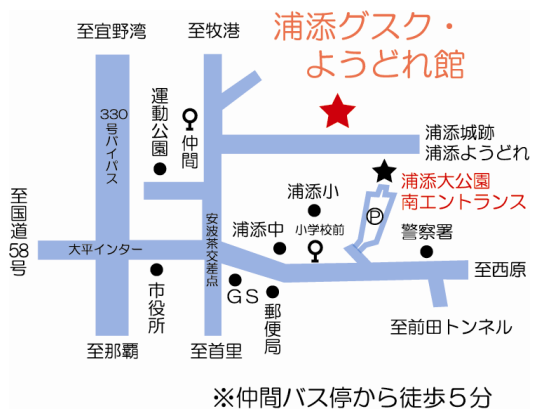 浦添グスク・
ようどれ館
至宜野湾
至牧港
330号バイパス
運動公園
仲間
浦添城跡
浦添ようどれ
浦添大公園
南エントランス
至国道58号
浦添小
小学校前
浦添中
P
警察署
安波茶交差点
大平インター
至西原
市役所
GS
郵便局
至前田トンネル
至那覇
至首里
※仲間バス停から徒歩5分